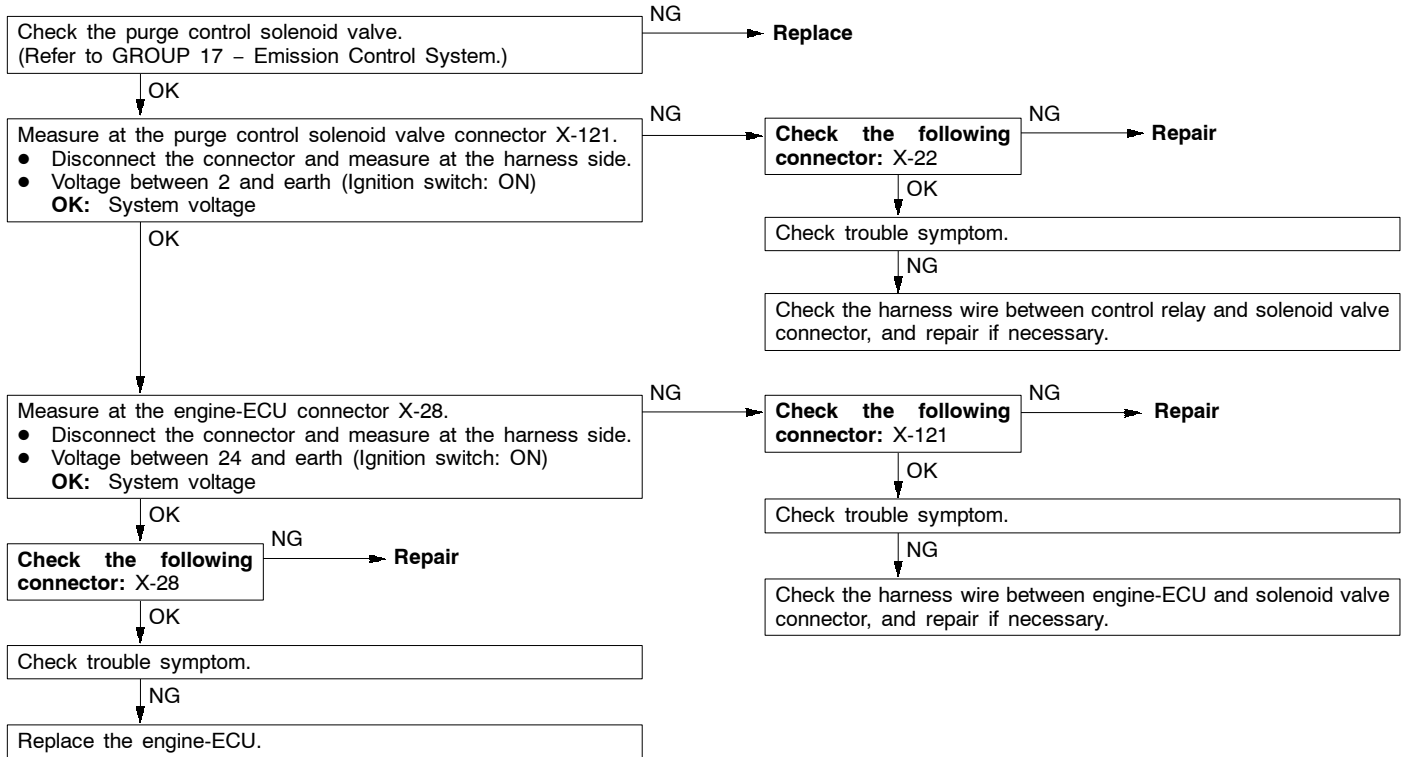 Check the purge control solenoid valve.
(Refer to GROUP 17 – Emission Control System.)
NG
Replace
OK
Measure at the purge control solenoid valve connector X-121.
● Disconnect the connector and measure at the harness side.
● Voltage between 2 and earth (Ignition switch: ON)
OK: System voltage
NG
Check the following
connector: X-22
NG
Repair
OK
Check trouble symptom.
NG
Check the harness wire between control relay and solenoid valve
connector, and repair if necessary.
OK
Measure at the engine-ECU connector X-28.
● Disconnect the connector and measure at the harness side.
● Voltage between 24 and earth (Ignition switch: ON)
OK: System voltage
NG
Check the following
connector: X-121
NG
Repair
OK
Check trouble symptom.
NG
Check the harness wire between engine-ECU and solenoid valve
connector, and repair if necessary.
OK
Check the following
connector: X-28
NG
Repair
OK
Check trouble symptom.
NG
Replace the engine-ECU.